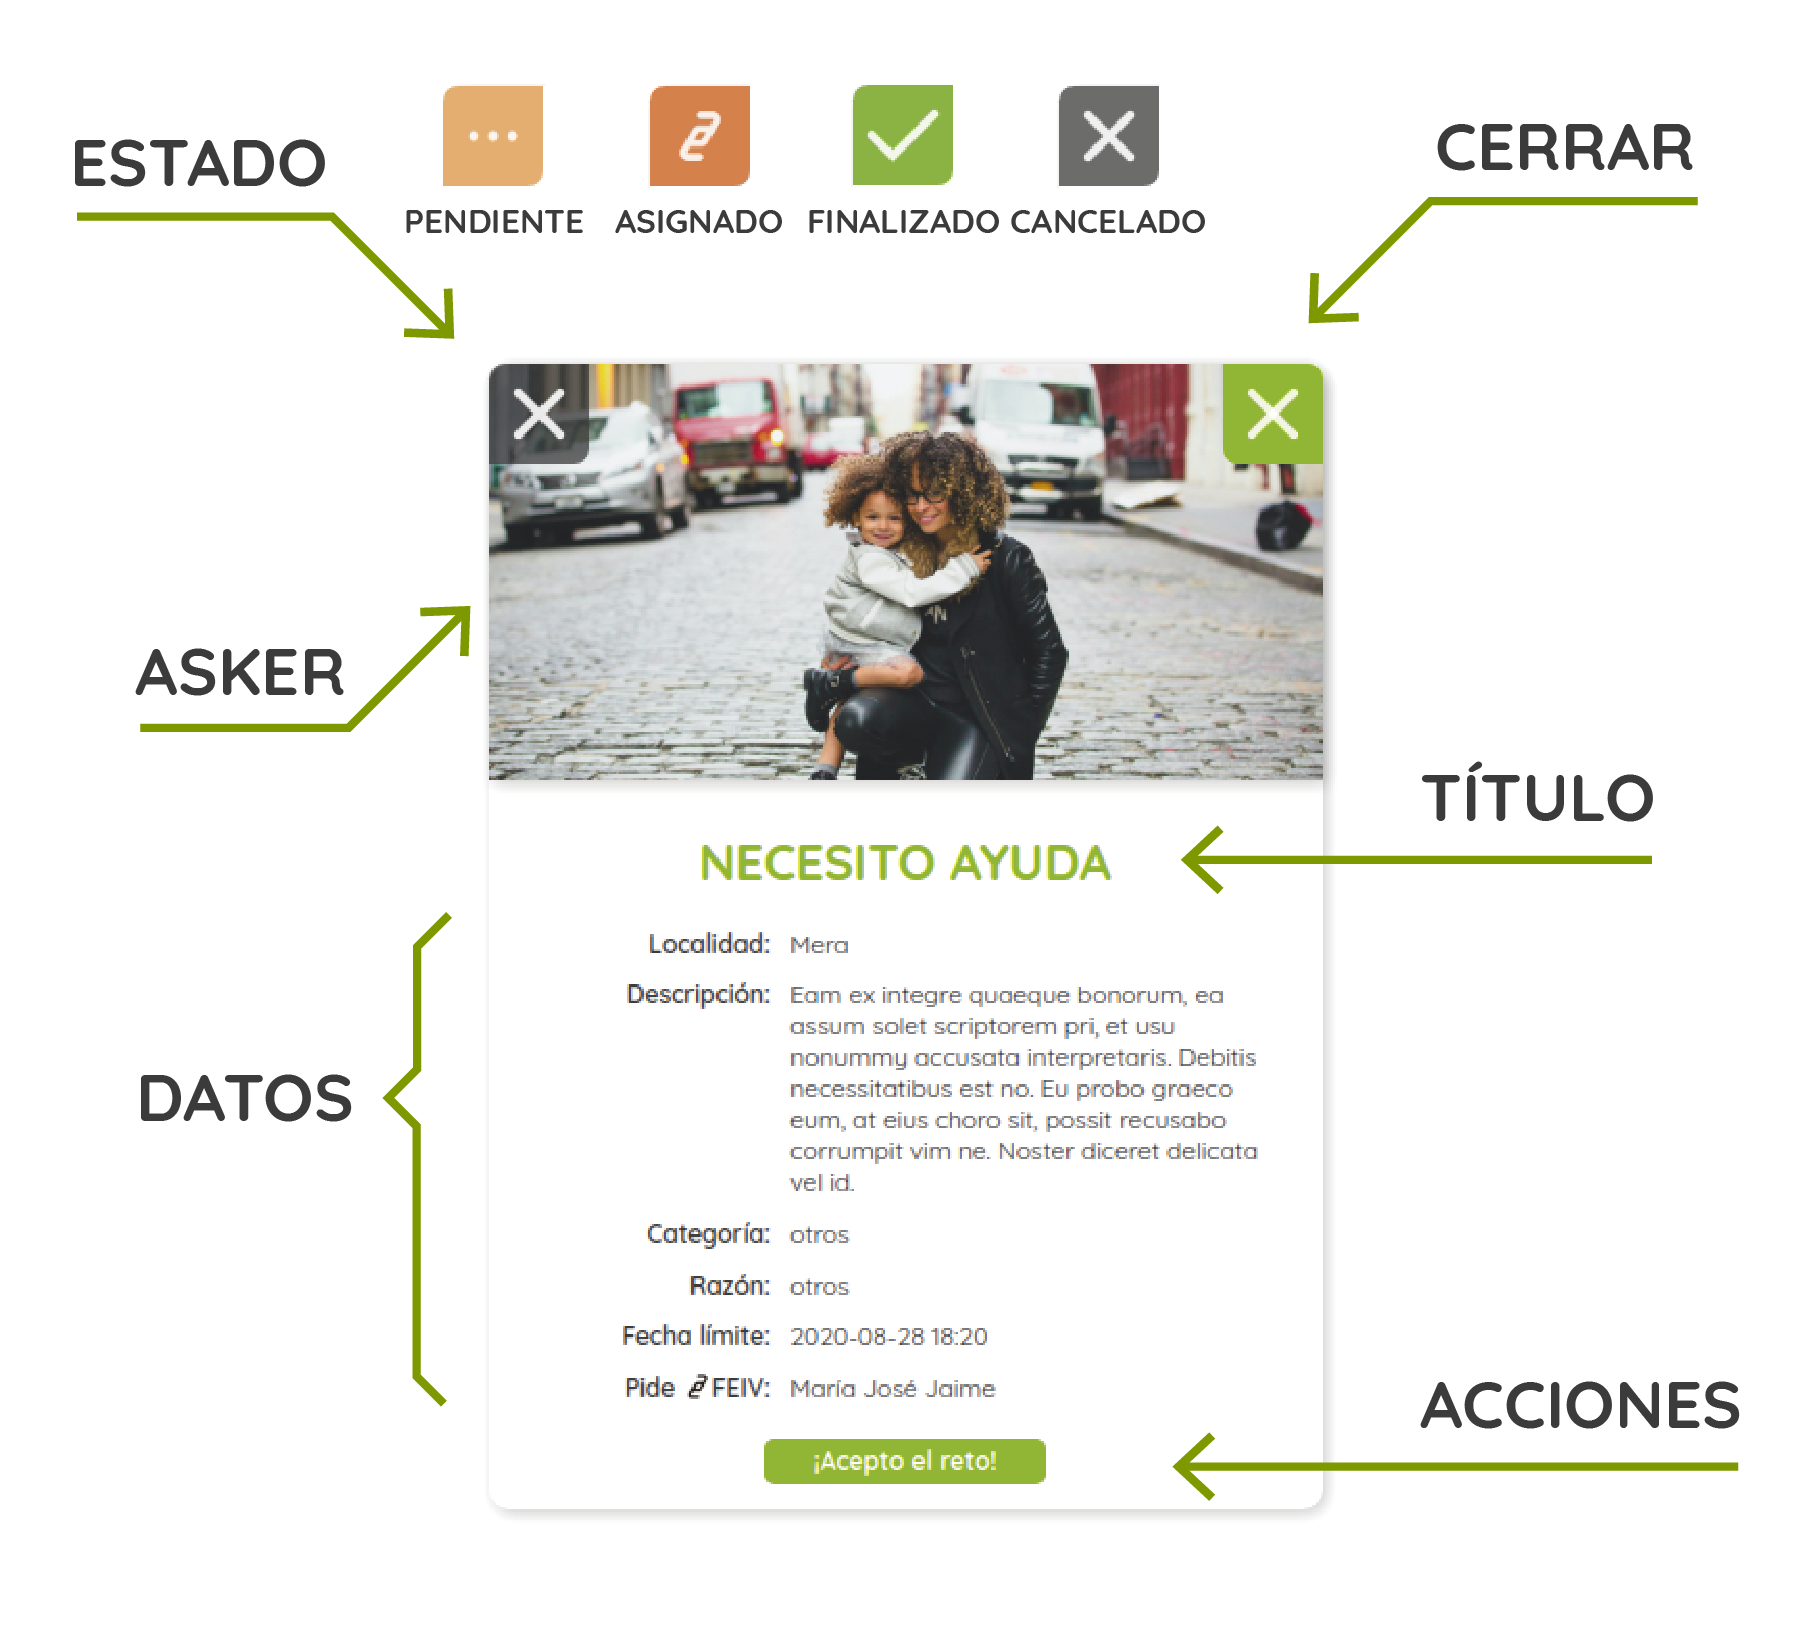 ESTADO
CERRAR
PENDIENTE
ASIGNADO
FINALIZADO
CANCELADO
ASKER
TÍTULO
NECESITO AYUDA
DATOS
Localidad: Mera
Descripción: Eam ex integre quaeque bonorum, ea
assum solet scriptorem pri, et usu
nonummy accusata interpretaris. Debitis
necessitatibus est no. Eu probo graeco
eum, at eius choro sit, possit recusabo
corrumpit vim ne. Noster diceret delicata
vel id.
Categoría: otros
Razón: otros
Fecha límite: 2020-08-28 18:20
Pide FEIV: María José Jaime
ACCIONES
¡Acepto el reto!